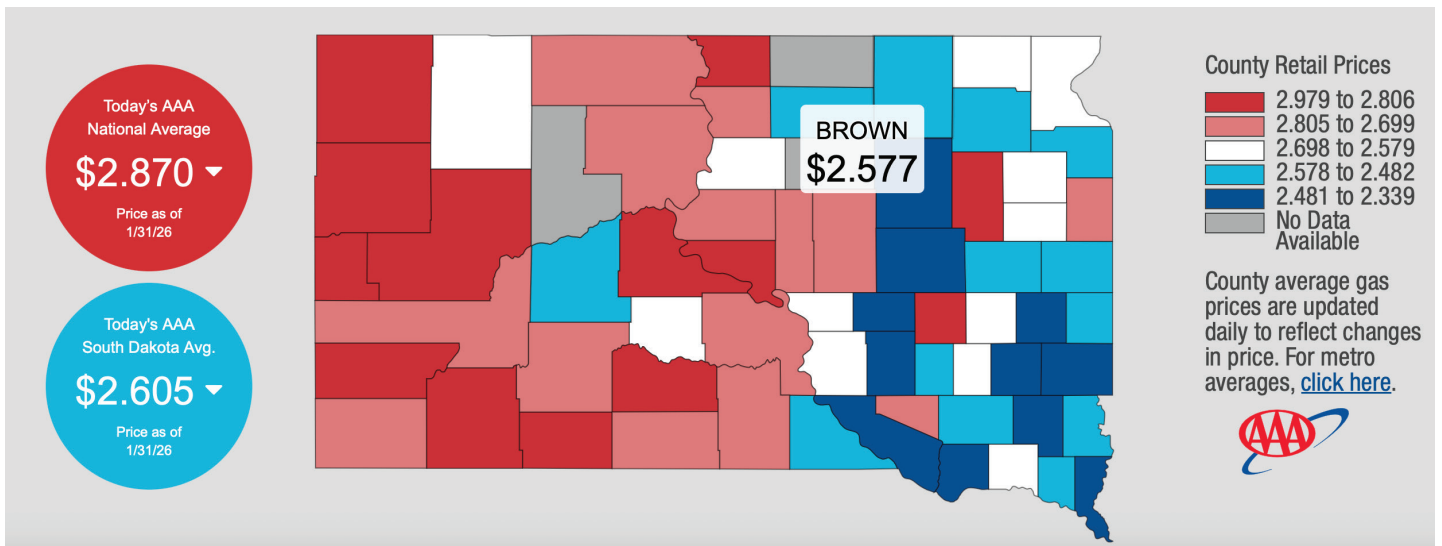 Today's AAA
National Average
$2.870
Price as of
1/31/26
Today's AAA
South Dakota Avg.
$2.605
Price as of
1/31/26
BROWN
$2.577
County Retail Prices
2.979 to 2.806
2.805 to 2.699
2.698 to 2.579
2.578 to 2.482
2.481 to 2.339
No Data
Available
County average gas
prices are updated
daily to reflect changes
in price. For metro
averages, click here.
AAA